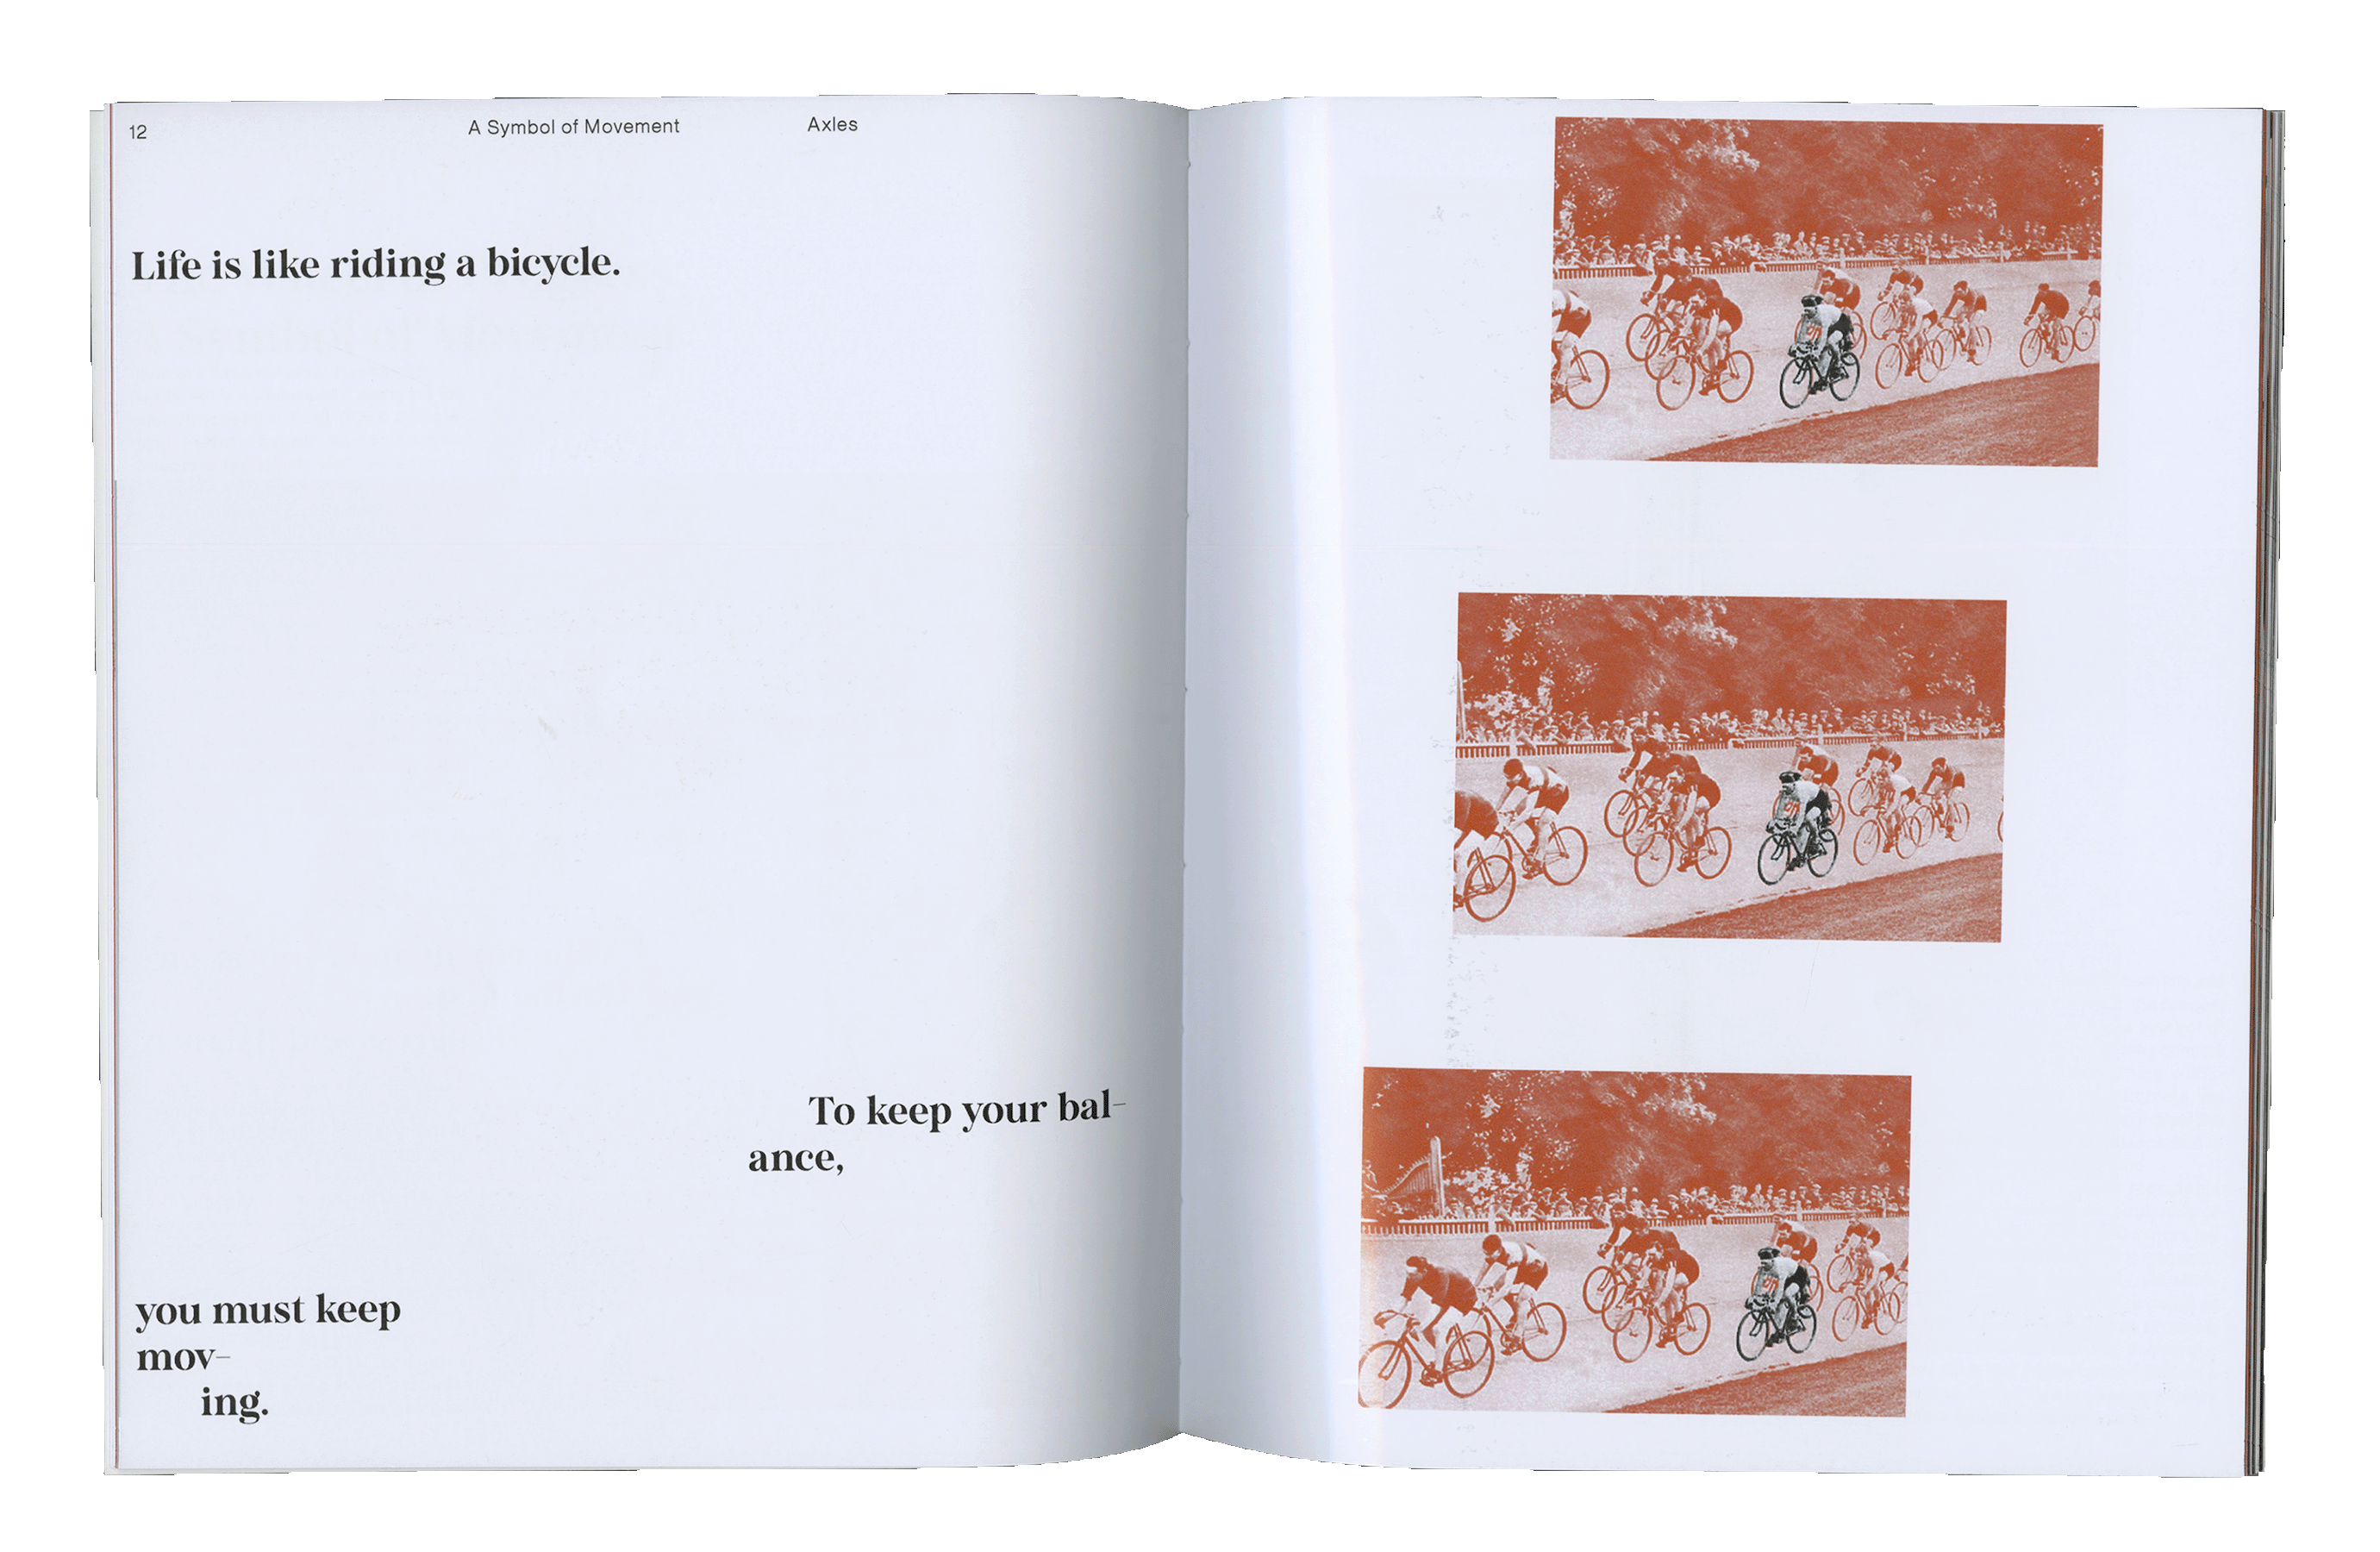 12
A Symbol of Movement
Axles
Life is like riding a bicycle.
To keep your bal–
ance,
you must keep
mov–
ing.